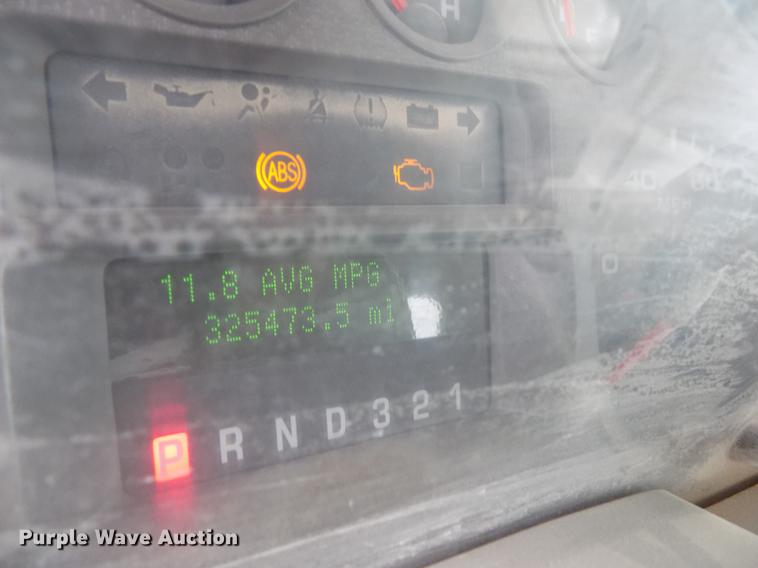 H
ABS
11.8 AVG MPG
325473.5 mi
P R N D 3 2 1
Purple Wave Auction